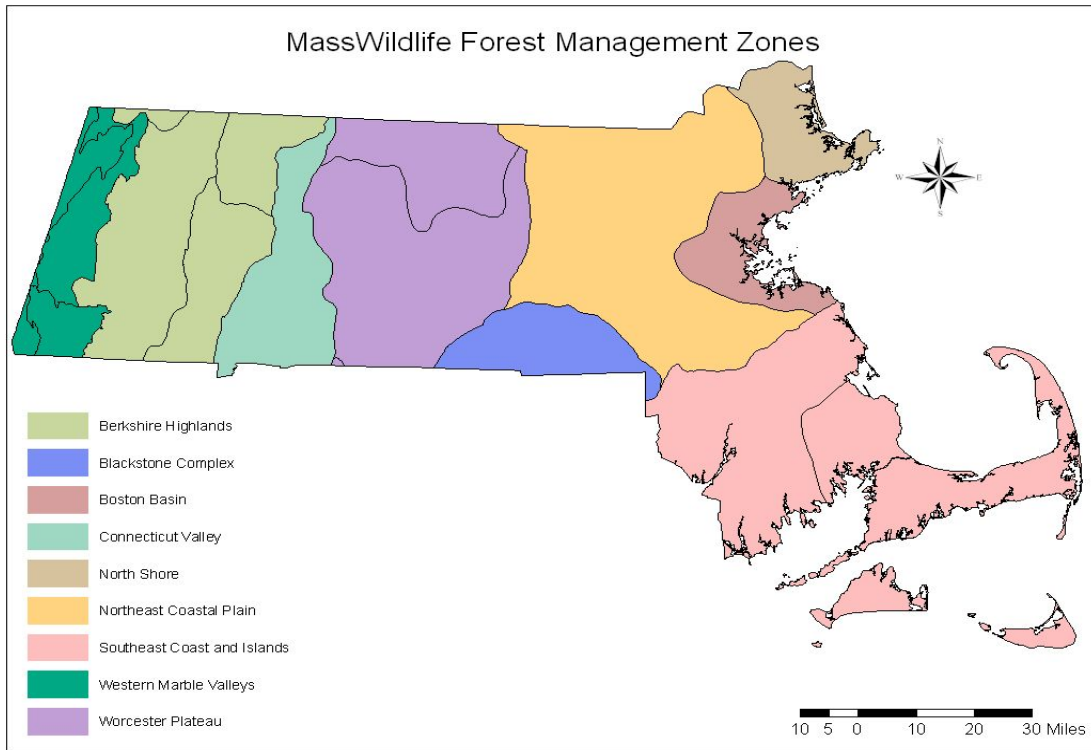 MassWildlife Forest Management Zones
N
W E
S
Berkshire Highlands
Blackstone Complex
Boston Basin
Connecticut Valley
North Shore
Northeast Coastal Plain
Southeast Coast and Islands
Western Marble Valleys
Worcester Plateau
10 5 0 10 20 30 Miles